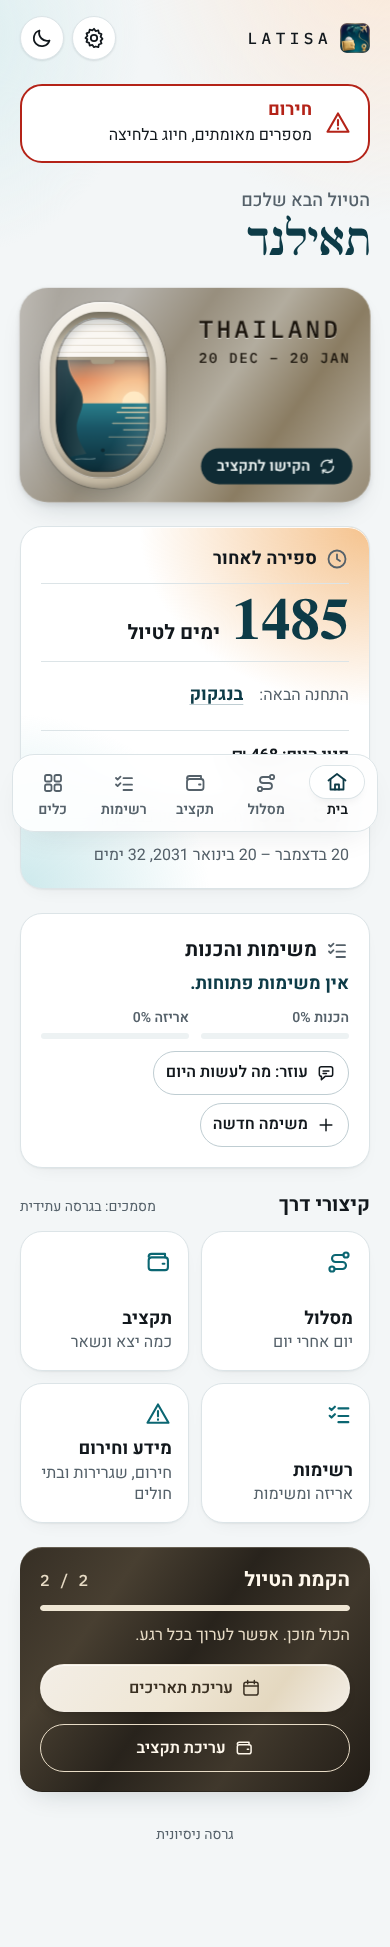 LATISA
חירום
מספרים מאומתים, חיוג בלחיצה
הטיול הבא שלכם
תאילנד
THAILAND
20 DEC – 20 JAN
הקישו לתקציב
ספירה לאחור
1485 ימים לטיול
התחנה הבאה: בנגקוק
בית
מסלול
תקציב
רשימות
כלים
20 בדצמבר – 20 בינואר 2031, 32 ימים
משימות והכנות
אין משימות פתוחות.
הכנות 0%
אריזה 0%
עוזר: מה לעשות היום
משימה חדשה
קיצורי דרך
מסמכים: בגרסה עתידית
מסלול
יום אחרי יום
תקציב
כמה יצא ונשאר
רשימות
אריזה ומשימות
מידע וחירום
חירום, שגרירות ובתי
חולים
הקמת הטיול
2 / 2
הכול מוכן. אפשר לערוך בכל רגע.
עריכת תאריכים
עריכת תקציב
גרסה ניסיונית